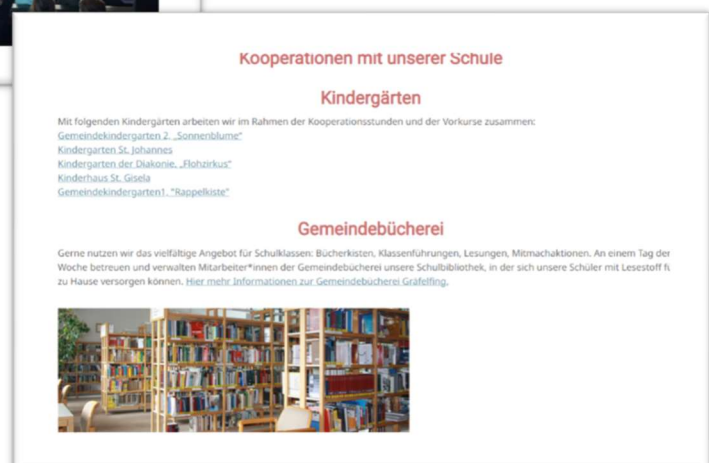 Kooperationen mit unserer Schule
Kindergärten
Mit folgenden Kindergärten arbeiten wir im Rahmen der Kooperationsstunden und der Vorkurse zusammen:
Gemeindekindergarten 2, „Sonnenblume"
Kindergarten St. Johannes
Kindergarten der Diakonie, „Flohzirkus"
Kinderhaus St. Gisela
Gemeindekindergarten1, "Rappelkiste"
Gemeindebücherei
Gerne nutzen wir das vielfältige Angebot für Schulklassen: Bücherkisten, Klassenführungen, Lesungen, Mitmachaktionen. An einem Tag der
Woche betreuen und verwalten Mitarbeiter*innen der Gemeindebücherei unsere Schulbibliothek, in der sich unsere Schüler mit Lesestoff
zu Hause versorgen können. Hier mehr Informationen zur Gemeindebücherei Gräfelfing.